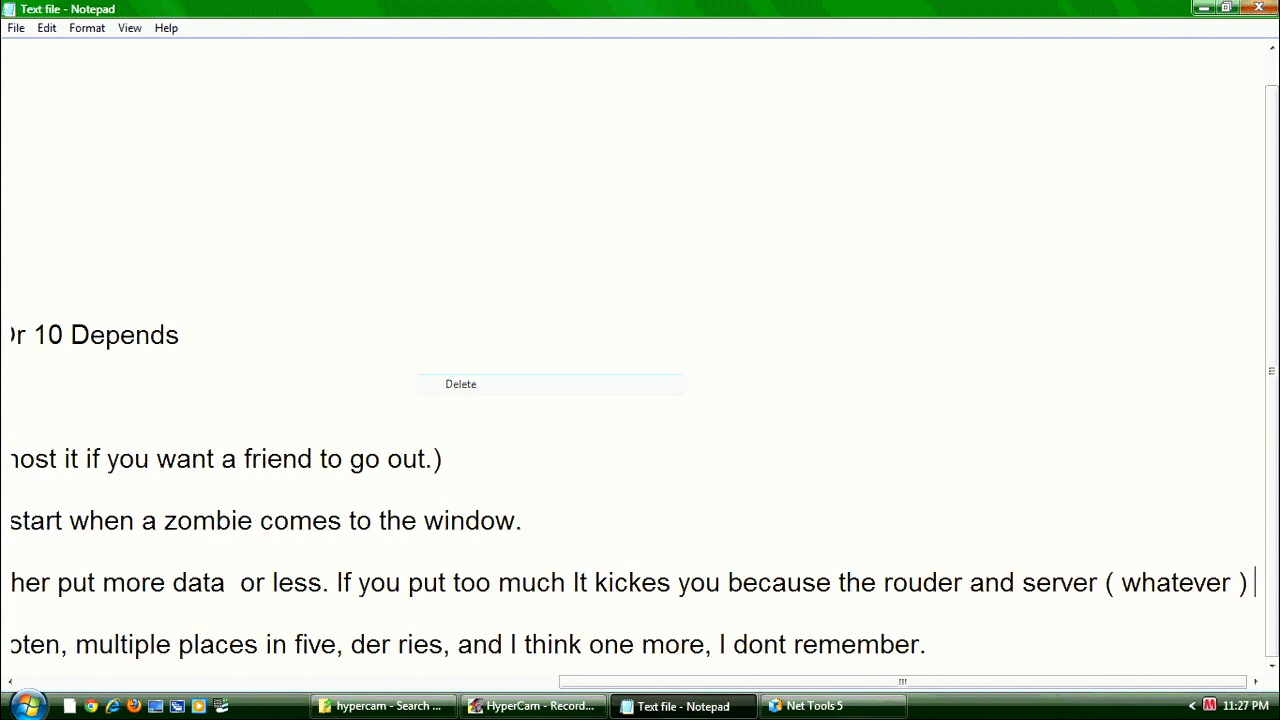 Text file - Notepad
File Edit Format View Help
Or 10 Depends
Delete
host it if you want a friend to go out.)
start when a zombie comes to the window.
her put more data  or less. If you put too much It kickes you because the rouder and server ( whatever )
oten, multiple places in five, der ries, and I think one more, I dont remember.
hypercam - Search ... HyperCam - Record... Text file - Notepad Net Tools 5 11:27 PM